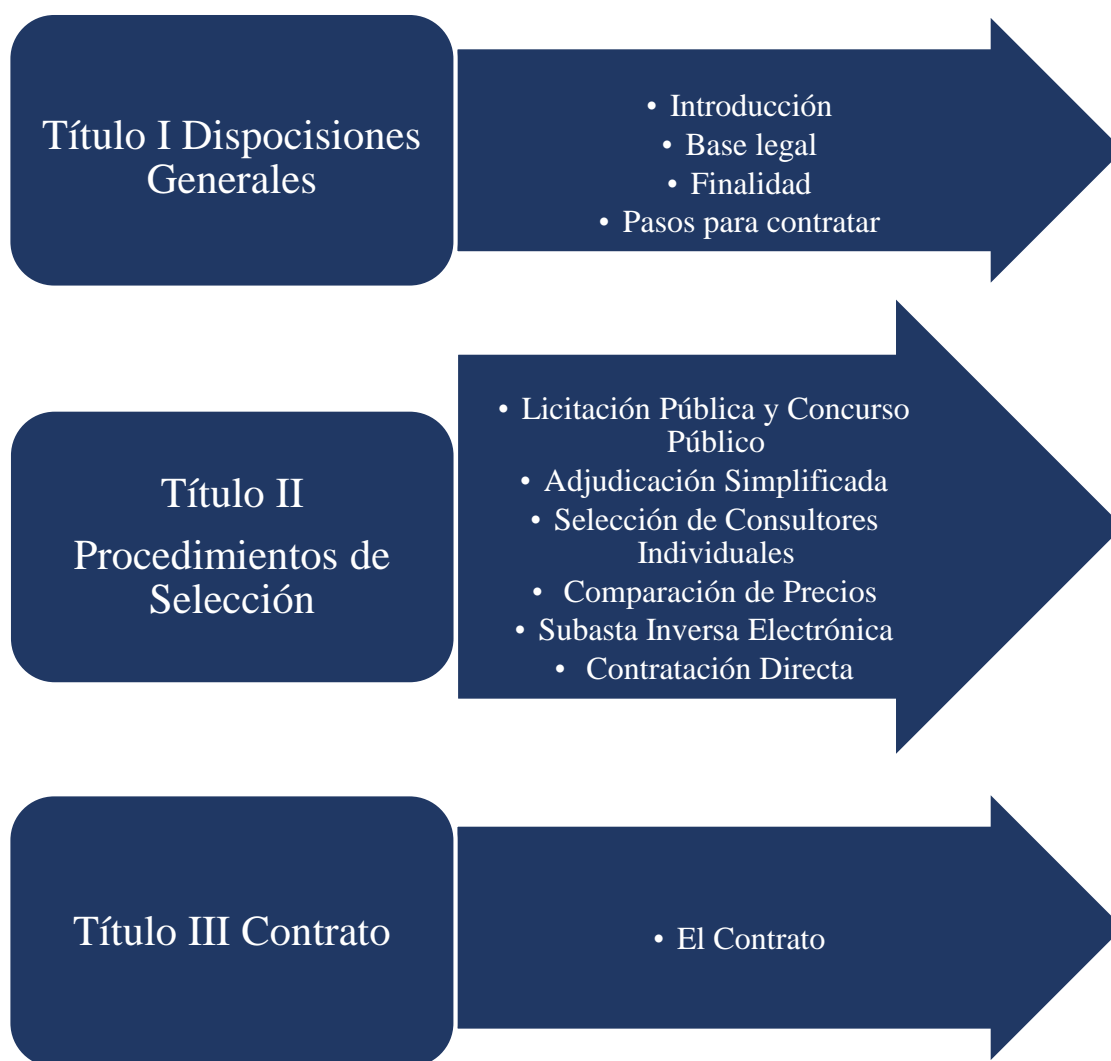 Título I Dispocisiones
Generales
• Introducción
• Base legal
• Finalidad
• Pasos para contratar
Título II
Procedimientos de
Selección
• Licitación Pública y Concurso
Público
• Adjudicación Simplificada
• Selección de Consultores
Individuales
• Comparación de Precios
• Subasta Inversa Electrónica
• Contratación Directa
Título III Contrato
• El Contrato